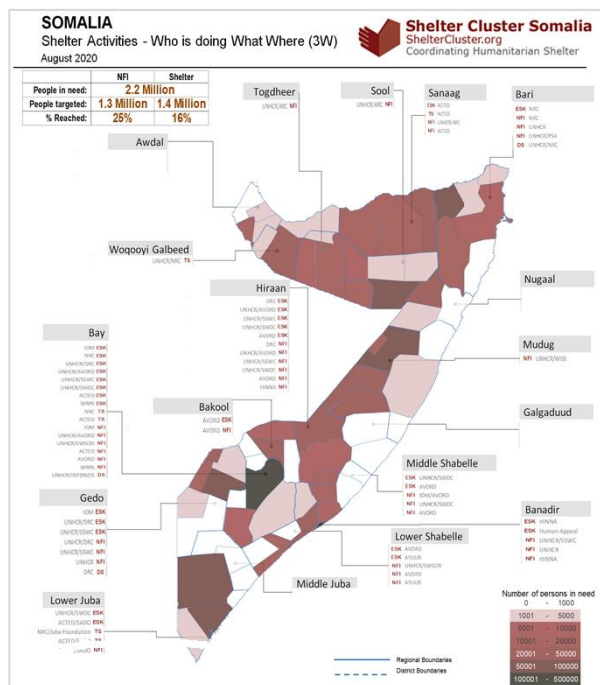 SOMALIA
Shelter Activities - Who is doing What Where (3W)
August 2020
Shelter Cluster Somalia
ShelterCluster.org
Coordinating Humanitarian Shelter
NFI Shelter
People in need: 2.2 Million
People targeted: 1.3 Million 1.4 Million
% Reached: 25% 16%
Togdheer
UNHCR/ARC NFI
Sool
UNHCR/ARC NFI
Sanaag
ESK ACTED
TS ACTED
NFI UNHCR/ARC
NFI ACTED
Bari
ESK NRC
NFI NRC
NFI UNHCR
NFI UNHCR/PSA
DS UNHCR/NRC
Awdal
Woqooyi Galbeed
UNHCR/NRC TS
Nugaal
Hiraan
DRC ESK
UNHCR/AVORD ESK
UNHCR/SSWC ESK
UNHCR/SWDC ESK
AVORD ESK
DRC NFI
UNHCR/AVORD NFI
UNHCR/SSWC NFI
UNHCR/SWDC NFI
AVORD NFI
HINNA NFI
Mudug
NFI UNHCR/WISE
Bay
IOM ESK
NRC ESK
UNHCR/DRC ESK
UNHCR/AVORD ESK
UNHCR/SSWC ESK
UNHCR/SWDC ESK
ACTED ESK
WPRS ESK
NRC TS
ACTED TS
IOM NFI
UNHCR/AVORD NFI
UNHCR/SWSCRI NFI
ACTED NFI
AVORD NFI
WPRS NFI
UNHCR/INTERSOS DS
Bakool
AVORD ESK
AVORD NFI
Galgaduud
Middle Shabelle
ESK UNHCR/SWDC
ESK AVORD
NFI IOM/AVORD
NFI UNHCR/SWDC
NFI AVORD
Gedo
IOM ESK
UNHCR/DRC ESK
UNHCR/SSWC ESK
UNHCR/DRC NFI
UNHCR/SSWC NFI
UNHCR NFI
DRC DS
Banadir
ESK HINNA
ESK Human Appeal
NFI UNHCR/SSWC
NFI UNHCR
NFI HINNA
Lower Shabelle
ESK AVORD
ESK AYUUB
NFI UNHCR/SWSCRI
NFI AVORD
NFI AYUUB
Middle Juba
Lower Juba
UNHCR/SWDC ESK
ACTED/SADO ESK
NRC/Juba Foundation TS
TS
NFI
Number of persons in need
0 - 1000
1001 - 5000
5001 - 10000
10001 - 20000
20001 - 50000
50001 - 100000
100001 - 500000
Regional Boundaries
District Boundaries